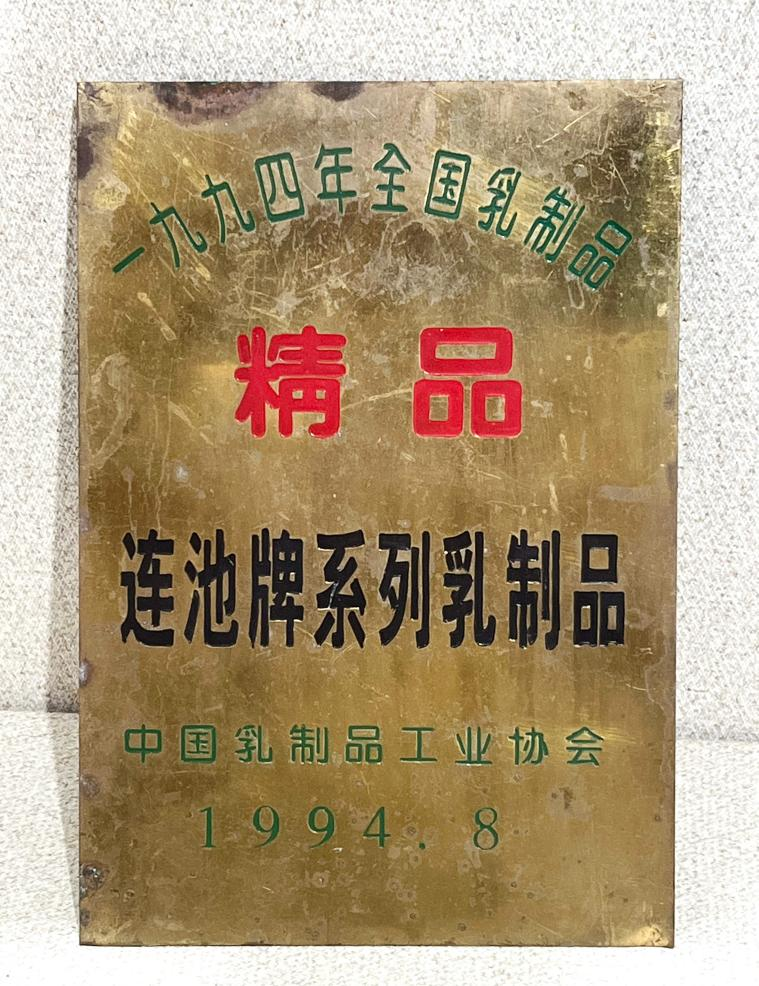 一九九四年全国乳制品
精品
连池牌系列乳制品
中国乳制品工业协会
1994.8